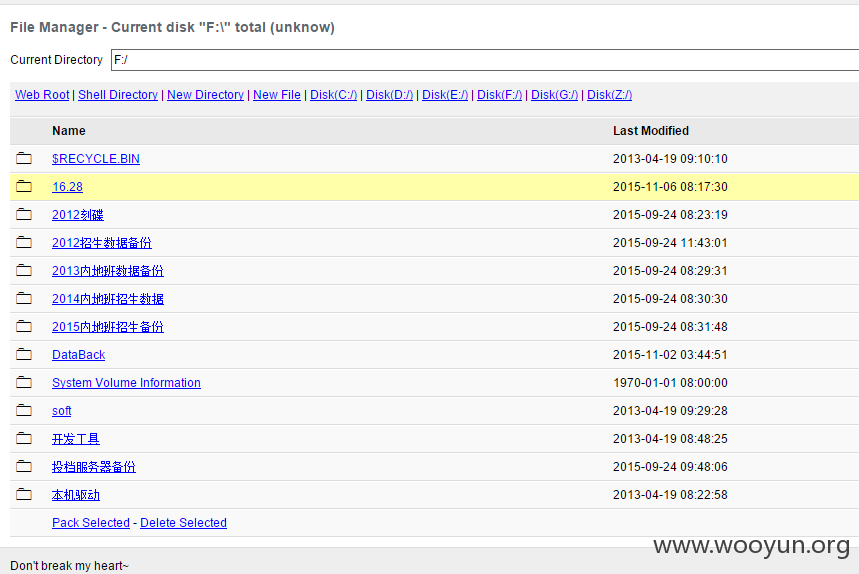 File Manager - Current disk "F:\" total (unknow)
Current Directory F:/
Web Root | Shell Directory | New Directory | New File | Disk(C:/) | Disk(D:/) | Disk(E:/) | Disk(F:/) | Disk(G:/) | Disk(Z:/)
Name Last Modified
$RECYCLE.BIN 2013-04-19 09:10:10
16.28 2015-11-06 08:17:30
2012刻碟 2015-09-24 08:23:19
2012招生数据备份 2015-09-24 11:43:01
2013内地班数据备份 2015-09-24 08:29:31
2014内地班招生数据 2015-09-24 08:30:30
2015内地班招生备份 2015-09-24 08:31:48
DataBack 2015-11-02 03:44:51
System Volume Information 1970-01-01 08:00:00
soft 2013-04-19 09:29:28
开发工具 2013-04-19 08:48:25
投档服务器备份 2015-09-24 09:48:06
本机驱动 2013-04-19 08:22:58
Pack Selected - Delete Selected
www.wooyun.org
Don't break my heart~